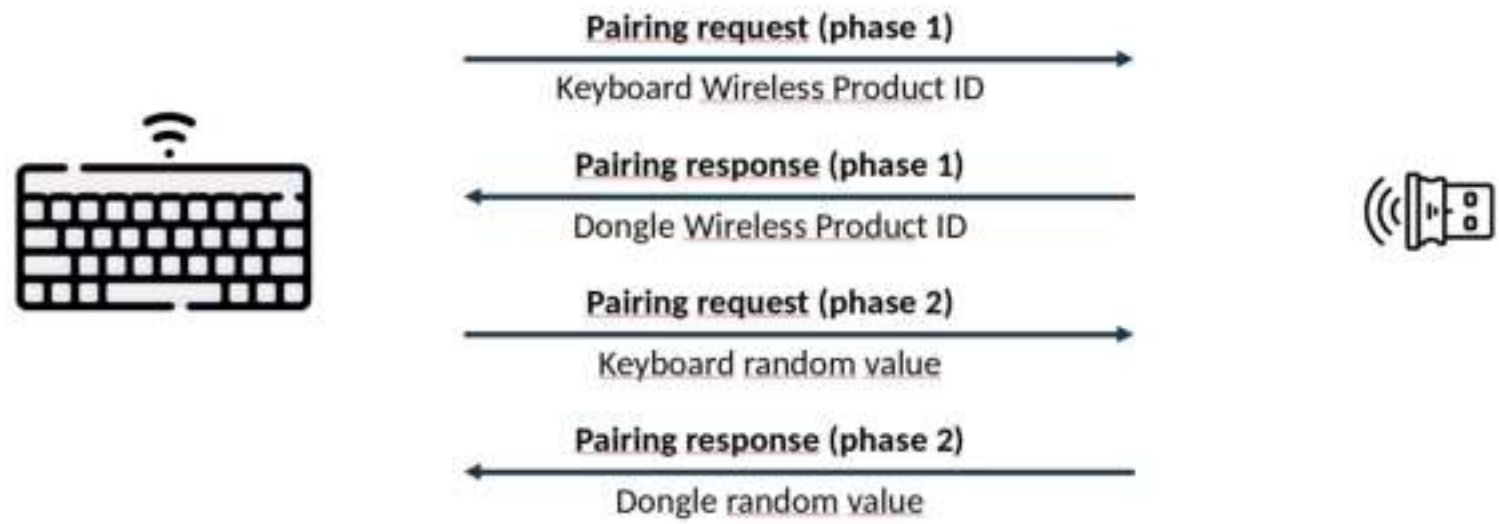 Pairing request (phase 1)
Keyboard Wireless Product ID
Pairing response (phase 1)
Dongle Wireless Product ID
Pairing request (phase 2)
Keyboard random value
Pairing response (phase 2)
Dongle random value